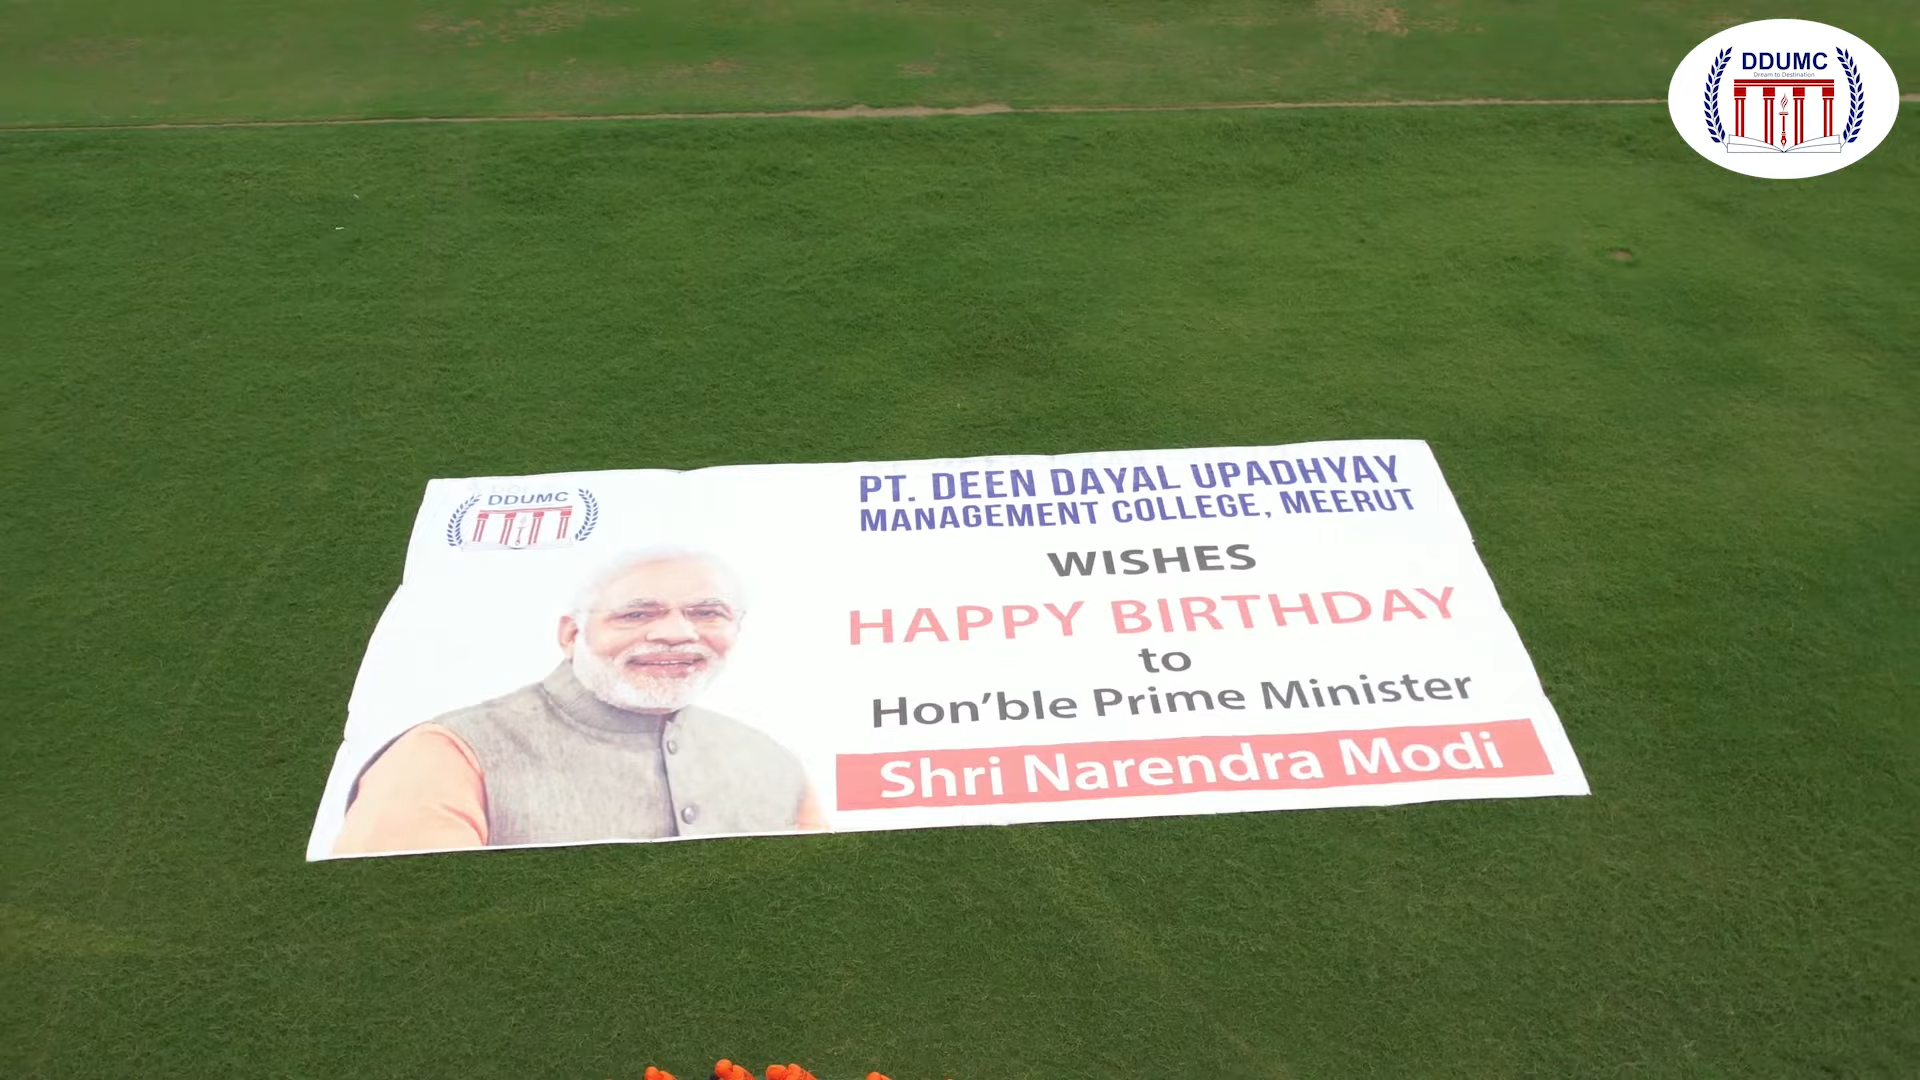 DDUMC
Dream to Destination
DDUMC
PT. DEEN DAYAL UPADHYAY
MANAGEMENT COLLEGE, MEERUT
WISHES
HAPPY BIRTHDAY
to
Hon'ble Prime Minister
Shri Narendra Modi